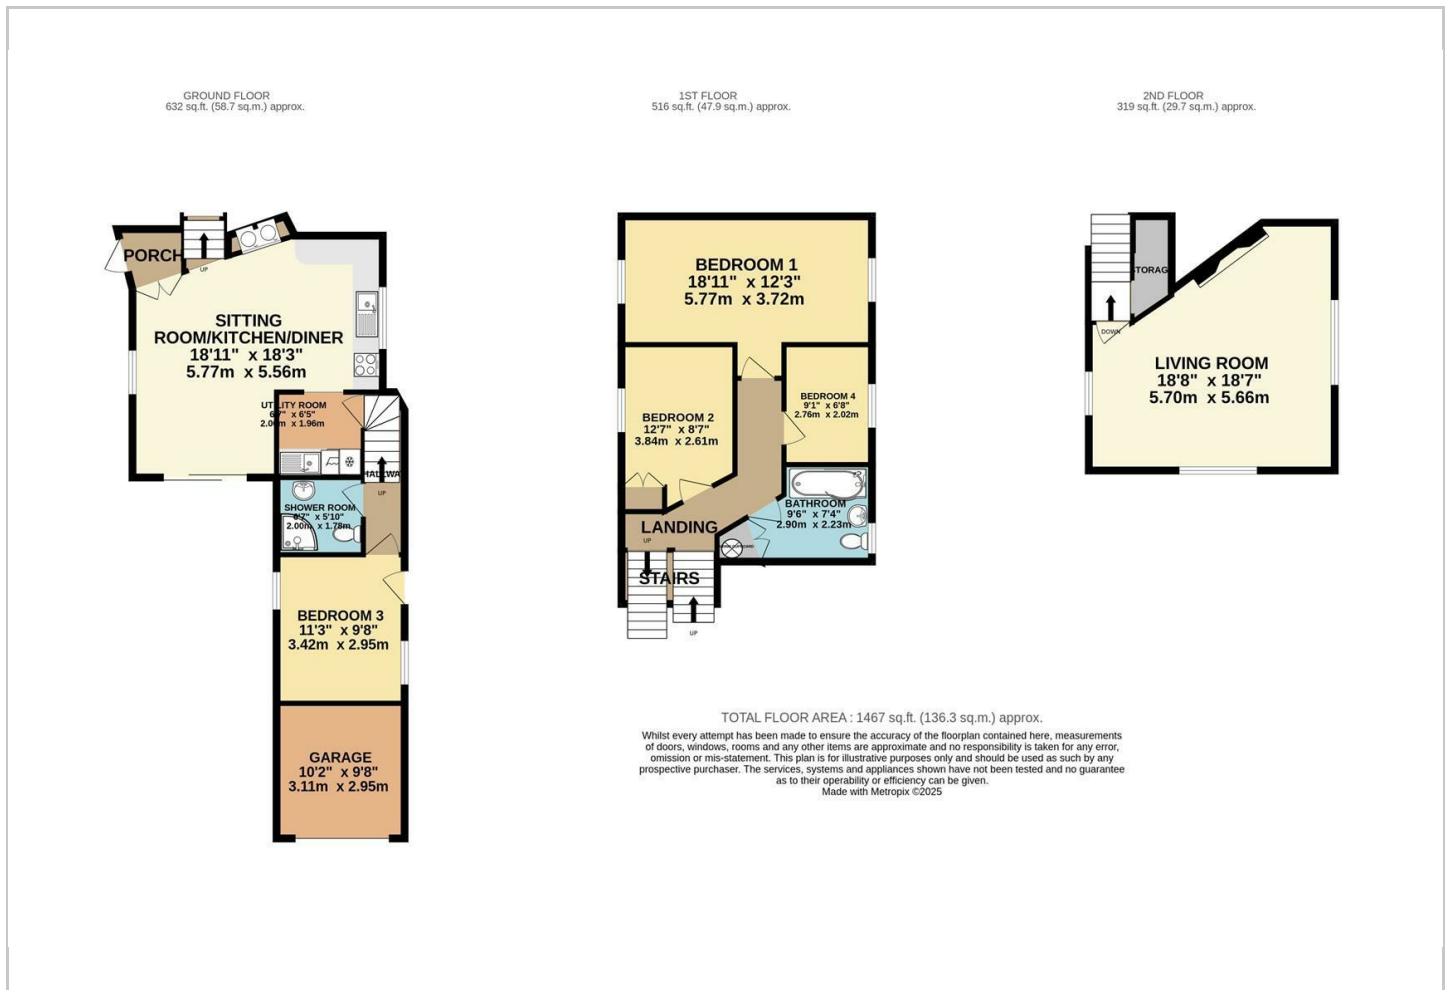 GROUND FLOOR
632 sq.ft. (58.7 sq.m.) approx.
1ST FLOOR
516 sq.ft. (47.9 sq.m.) approx.
2ND FLOOR
319 sq.ft. (29.7 sq.m.) approx.
PORCH
UP
SITTING
ROOM/KITCHEN/DINER
18'11" x 18'3"
5.77m x 5.56m
UTILITY ROOM
x 6'5"
x 1.96m
UP
SHOWER ROOM
6'7" x 5'10"
2.00m x 1.78m
BEDROOM 3
11'3" x 9'8"
3.42m x 2.95m
GARAGE
10'2" x 9'8"
3.11m x 2.95m
BEDROOM 1
18'11" x 12'3"
5.77m x 3.72m
BEDROOM 2
12'7" x 8'7"
3.84m x 2.61m
BEDROOM 4
9'1" x 6'8"
2.76m x 2.02m
BATHROOM
9'6" x 7'4"
2.90m x 2.23m
LANDING
UP
STAIRS
UP
STORAG
DOWN
LIVING ROOM
18'8" x 18'7"
5.70m x 5.66m
TOTAL FLOOR AREA : 1467 sq.ft. (136.3 sq.m.) approx.
Whilst every attempt has been made to ensure the accuracy of the floorplan contained here, measurements
of doors, windows, rooms and any other items are approximate and no responsibility is taken for any error,
omission or mis-statement. This plan is for illustrative purposes only and should be used as such by any
prospective purchaser. The services, systems and appliances shown have not been tested and no guarantee
as to their operability or efficiency can be given.
Made with Metropix ©2025